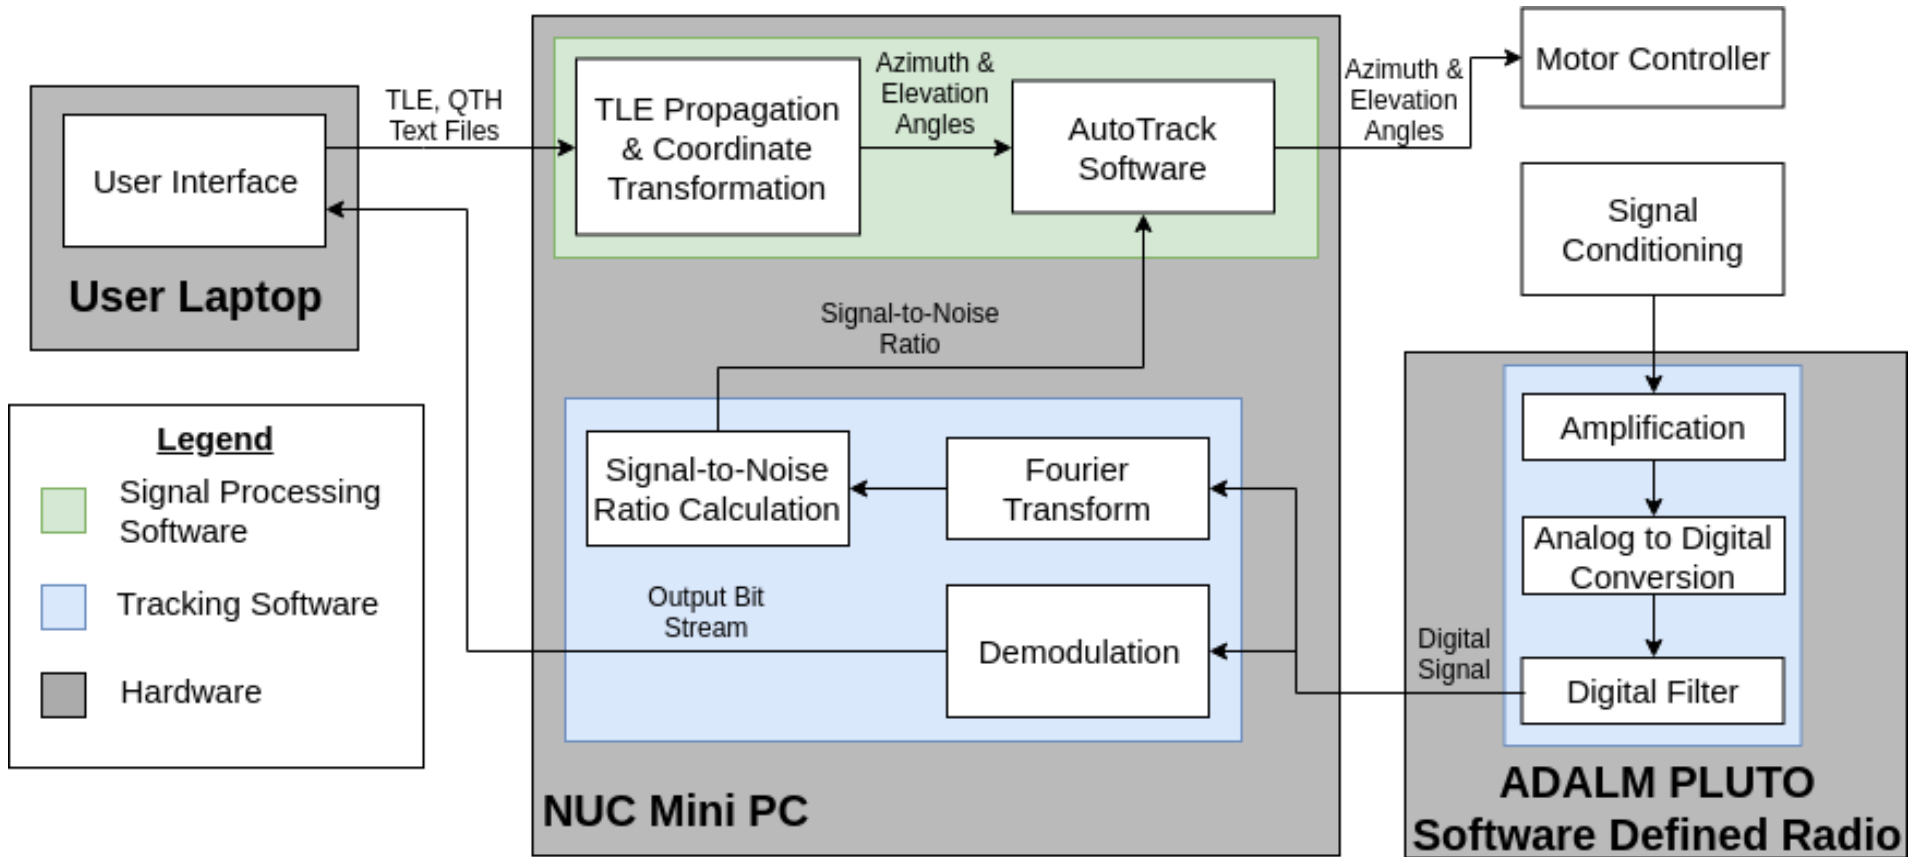 User Interface
User Laptop
TLE, QTH
Text Files
TLE Propagation
& Coordinate
Transformation
Azimuth &
Elevation
Angles
AutoTrack
Software
Azimuth &
Elevation
Angles
Motor Controller
Signal
Conditioning
Signal-to-Noise
Ratio
Legend
Signal Processing
Software
Tracking Software
Hardware
Signal-to-Noise
Ratio Calculation
Fourier
Transform
Output Bit
Stream
Demodulation
NUC Mini PC
Digital
Signal
Amplification
Analog to Digital
Conversion
Digital Filter
ADALM PLUTO
Software Defined Radio